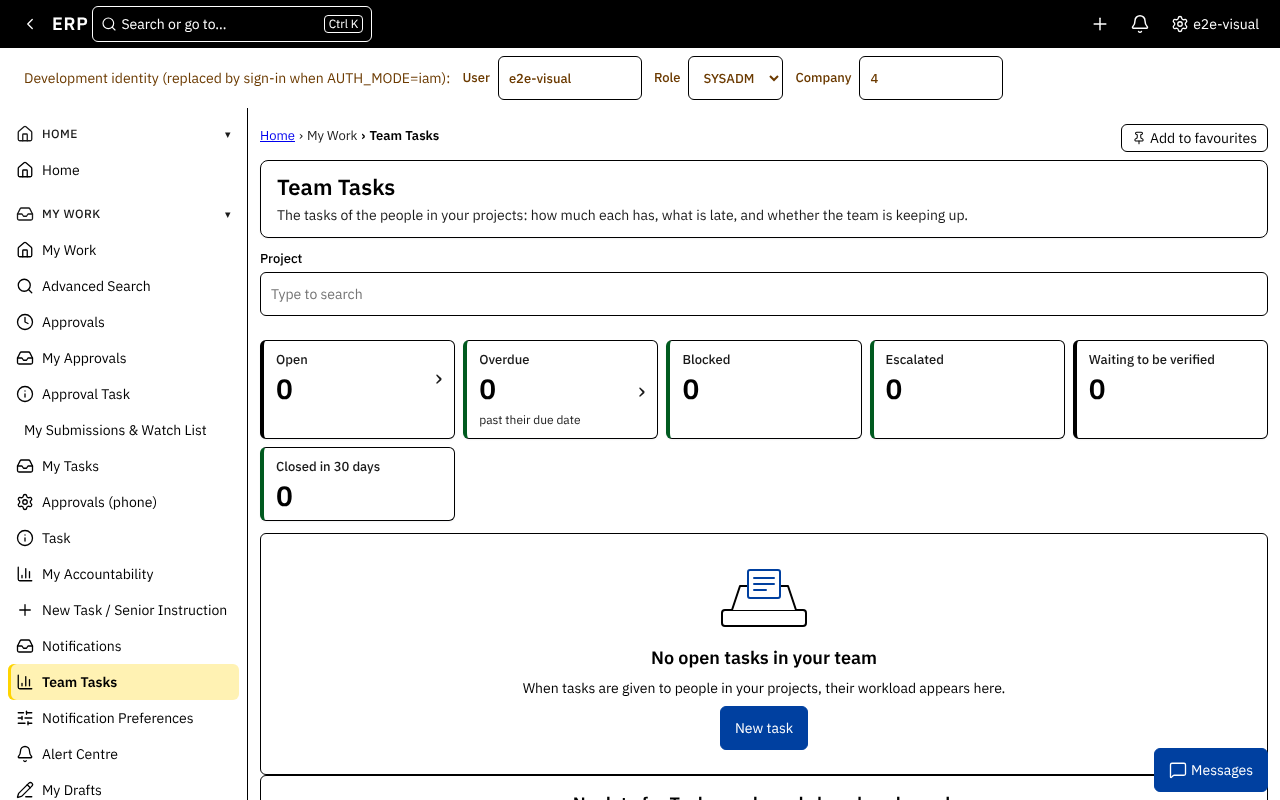 ERP
Search or go to...
Ctrl K
e2e-visual
Development identity (replaced by sign-in when AUTH_MODE=iam):
User
e2e-visual
Role
SYSADM
Company
4
HOME
Home
MY WORK
My Work
Advanced Search
Approvals
My Approvals
Approval Task
My Submissions & Watch List
My Tasks
Approvals (phone)
Task
My Accountability
New Task / Senior Instruction
Notifications
Team Tasks
Notification Preferences
Alert Centre
My Drafts
Home › My Work › Team Tasks
Add to favourites
Team Tasks
The tasks of the people in your projects: how much each has, what is late, and whether the team is keeping up.
Project
Type to search
Open
0
Overdue
0
past their due date
Blocked
0
Escalated
0
Waiting to be verified
0
Closed in 30 days
0
No open tasks in your team
When tasks are given to people in your projects, their workload appears here.
New task
Messages